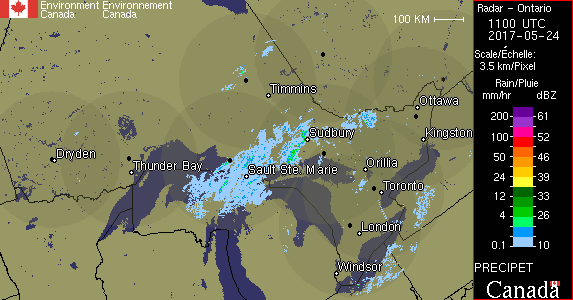 Environment Environnement
Canada Canada
100 KM
Timmins
Ottawa
Sudbury
Kingston
Dryden
Thunder Bay
Sault Ste. Marie
Orillia
Toronto
London
Windsor
Radar - Ontario
1100 UTC
2017-05-24
Scale/Échelle:
3.5 km/Pixel
Rain/Pluie
mm/hr dBZ
200 61
100 52
50 46
24 39
12 33
4 26
0.1 10
PRECIPET
Canada